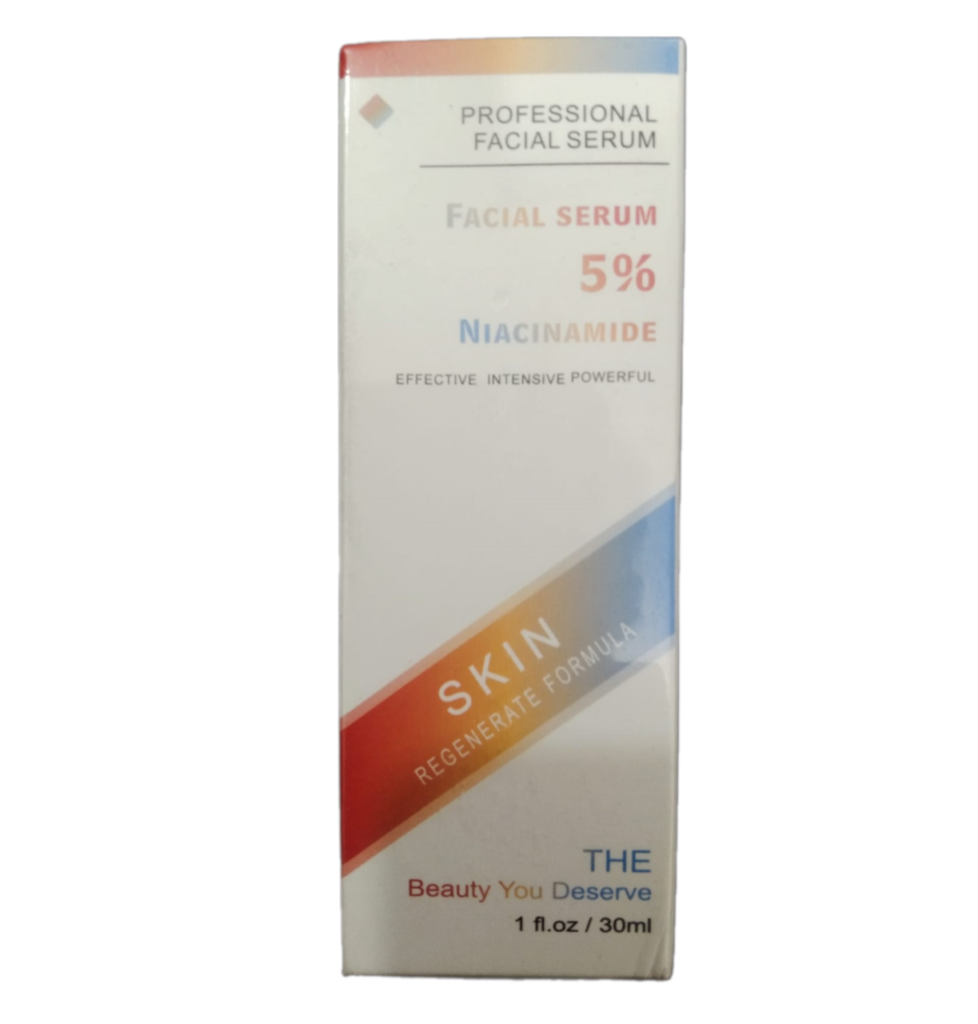 PROFESSIONAL
FACIAL SERUM
FACIAL SERUM
5%
NIACINAMIDE
EFFECTIVE INTENSIVE POWERFUL
SKIN
REGENERATE FORMULA
THE
Beauty You Deserve
1 fl.oz / 30ml